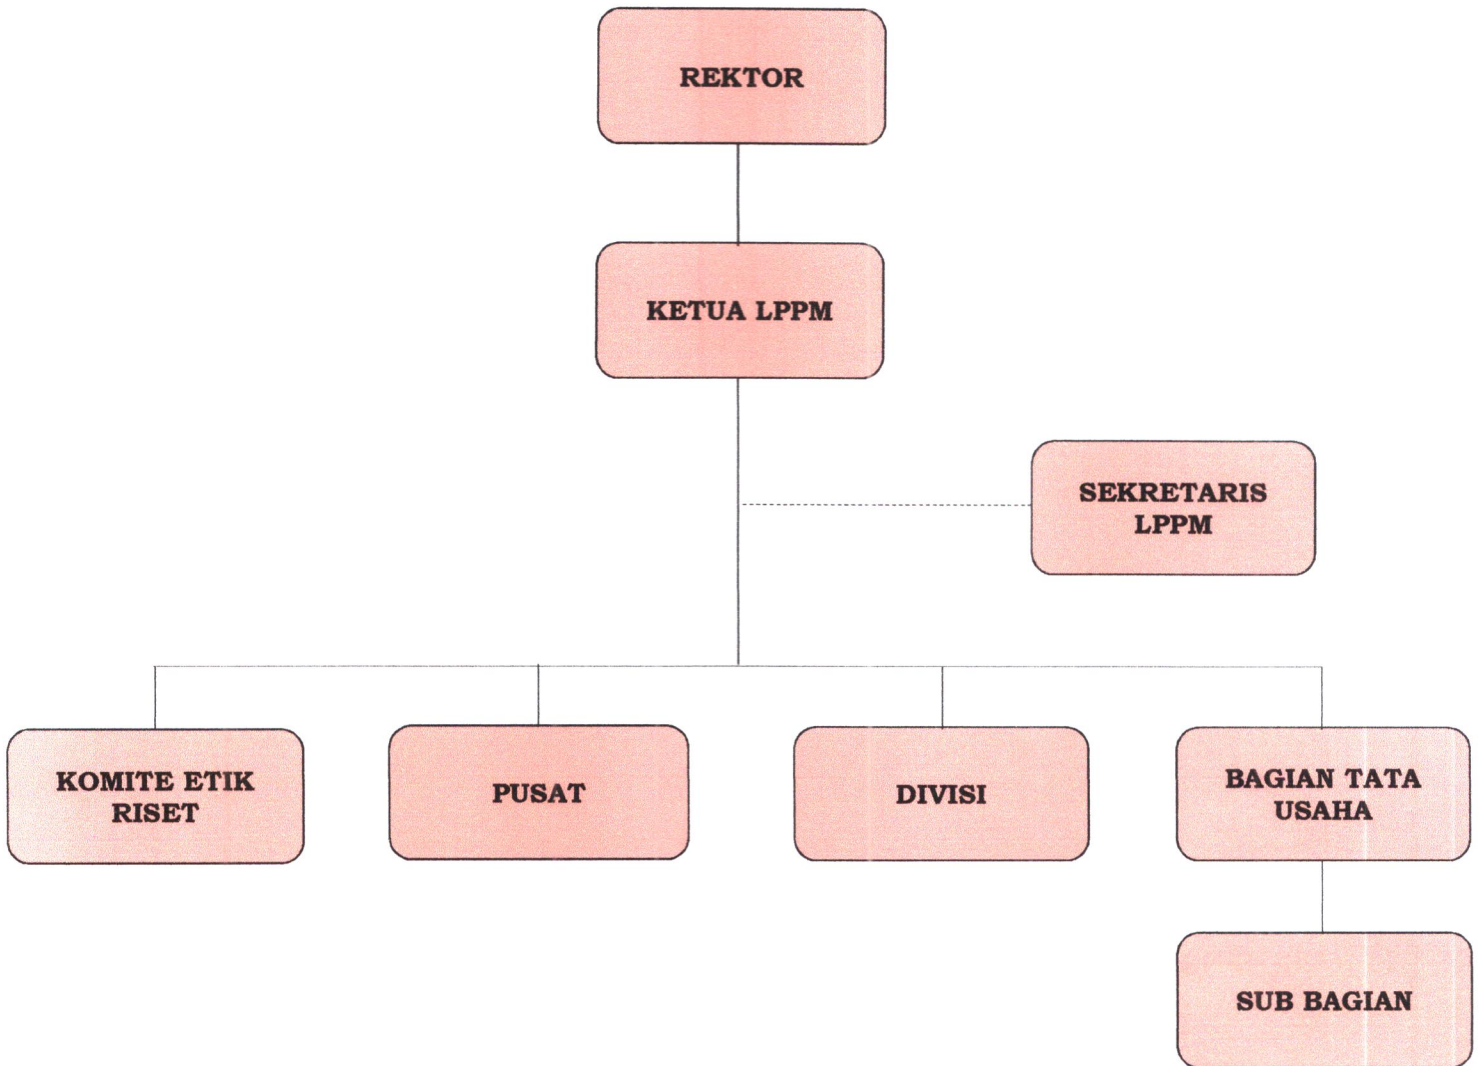 REKTOR
KETUA LPPM
SEKRETARIS
LPPM
KOMITE ETIK
RISET
PUSAT
DIVISI
BAGIAN TATA
USAHA
SUB BAGIAN